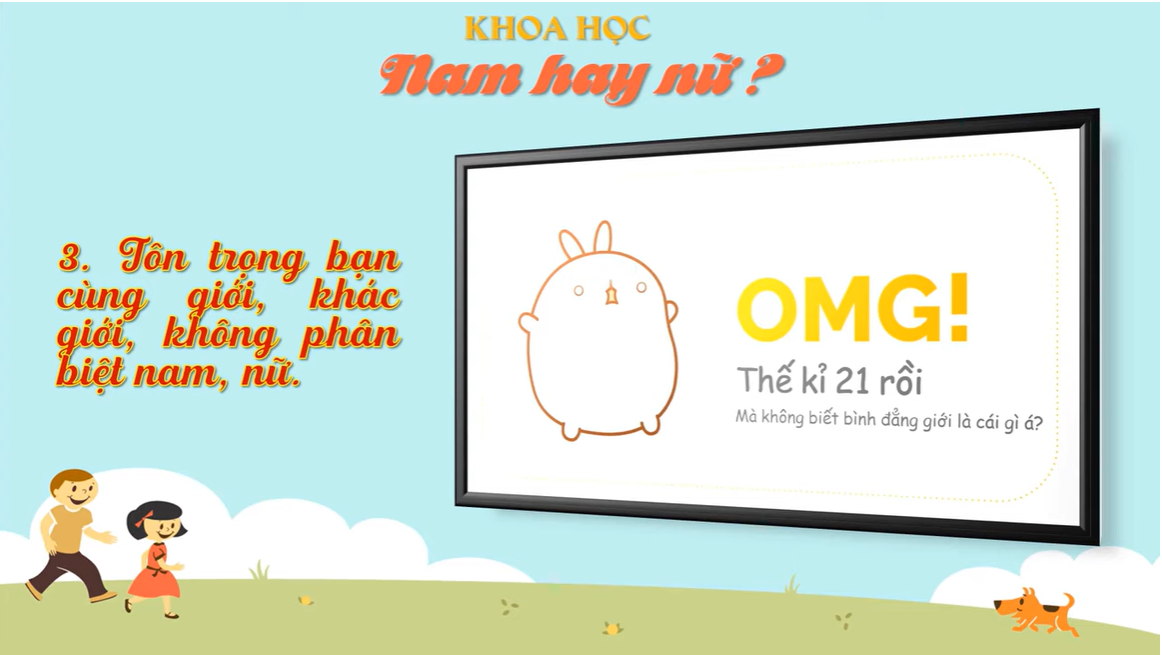 KHOA HỌC
Nam hay nữ ?
3. Tôn trọng bạn
cùng giới, khác
giới, không phân
biệt nam, nữ.
OMG!
Thế kỉ 21 rồi
Mà không biết bình đẳng giới là cái gì á?